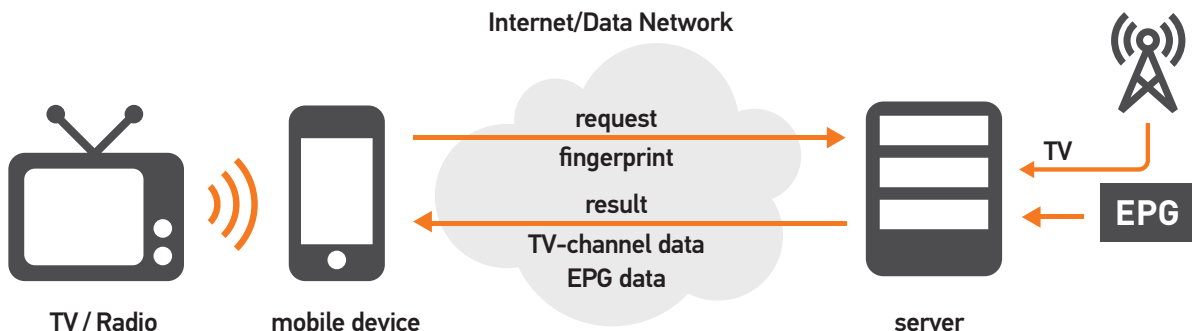 Internet/Data Network
request
fingerprint
result
TV-channel data
EPG data
TV
EPG
TV / Radio
mobile device
server